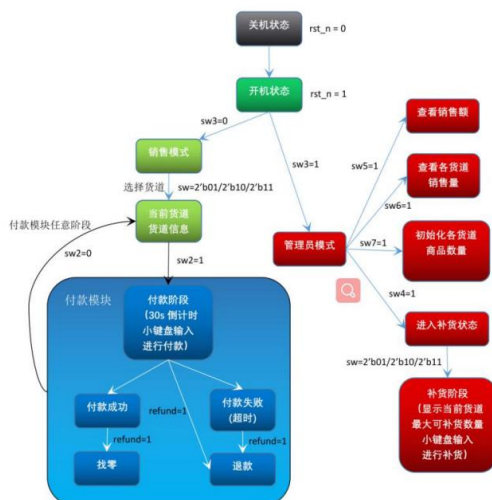 关机状态
rst_n = 0
开机状态
rst_n = 1
sw3=0
sw3=1
销售模式
选择货道
sw=2'b01/2'b10/2'b11
当前货道
货道信息
付款模块任意阶段
sw2=0
sw2=1
付款模块
付款阶段
(30s 倒计时
小键盘输入
进行付款)
付款成功
refund=1
付款失败
(超时)
refund=1
refund=1
找零
退款
管理员模式
sw5=1
查看销售额
sw6=1
查看各货道
销售量
sw7=1
初始化各货道
商品数量
sw4=1
进入补货状态
sw=2'b01/2'b10/2'b11
补货阶段
(显示当前货道
最大可补货数量
小键盘输入
进行补货)